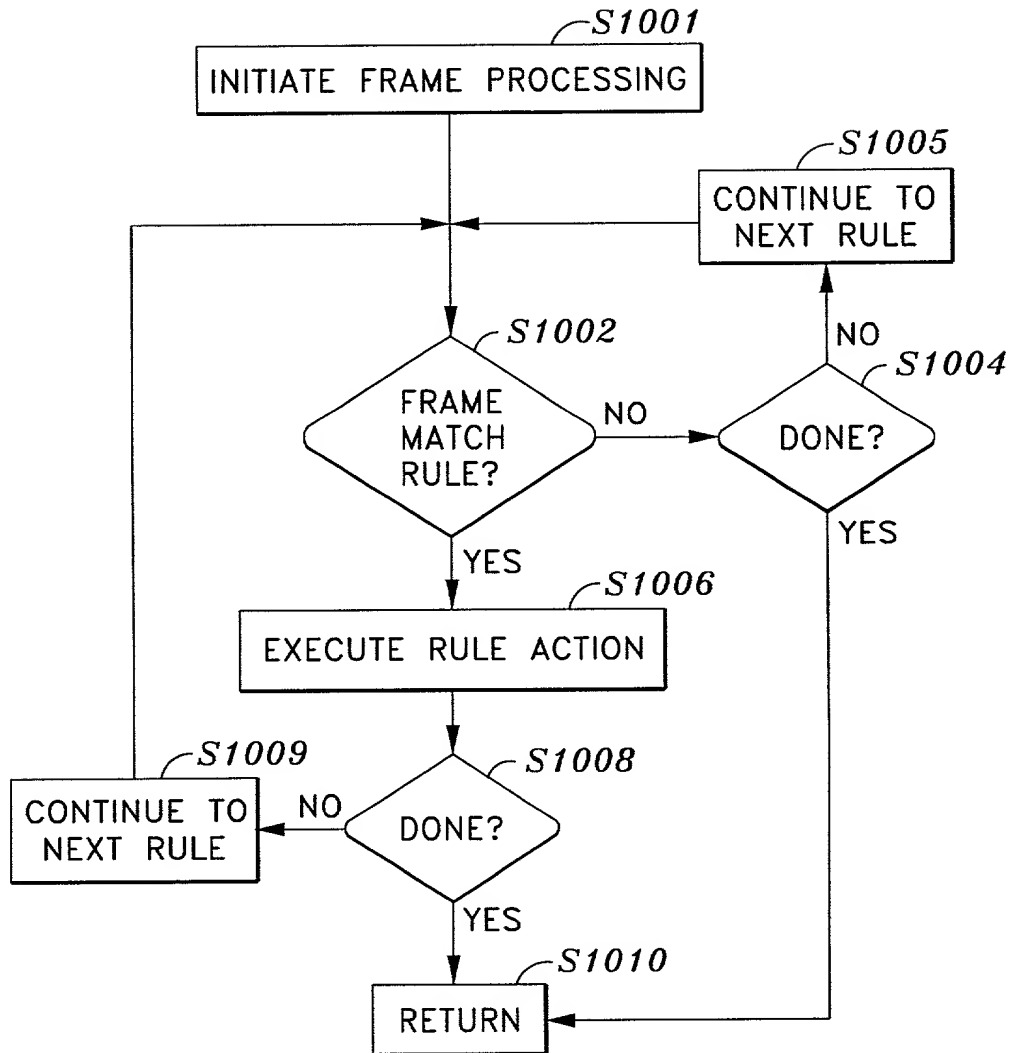 S1001
INITIATE FRAME PROCESSING
S1005
CONTINUE TO
NEXT RULE
S1002
NO
S1004
FRAME
MATCH
RULE?
NO
DONE?
YES
YES
S1006
EXECUTE RULE ACTION
S1009
S1008
CONTINUE TO
NEXT RULE
NO
DONE?
YES
S1010
RETURN